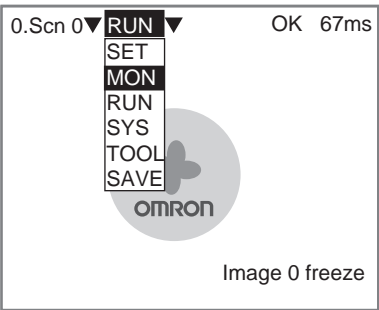 0.Scn 0▼ RUN ▼ OK 67ms
SET
MON
RUN
SYS
TOOL
SAVE
OMRON
Image 0 freeze